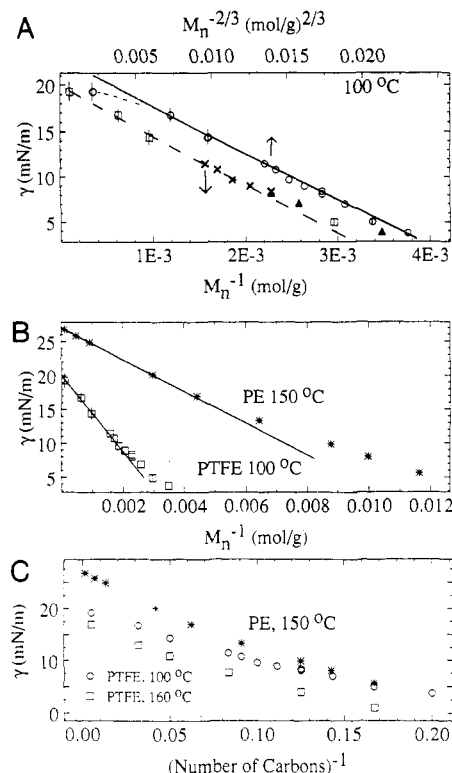 A
M_n^-2/3 (mol/g)^2/3
0.005 0.010 0.015 0.020
100 °C
20
15
10
5
γ (mN/m)
1E-3 2E-3 3E-3 4E-3
M_n^-1 (mol/g)
B
25
20
15
10
5
γ (mN/m)
PE 150 °C
PTFE 100 °C
0.002 0.004 0.006 0.008 0.010 0.012
M_n^-1 (mol/g)
C
20
10
0
γ (mN/m)
PE, 150 °C
PTFE, 100 °C
PTFE, 160 °C
0.00 0.05 0.10 0.15 0.20
(Number of Carbons)^-1